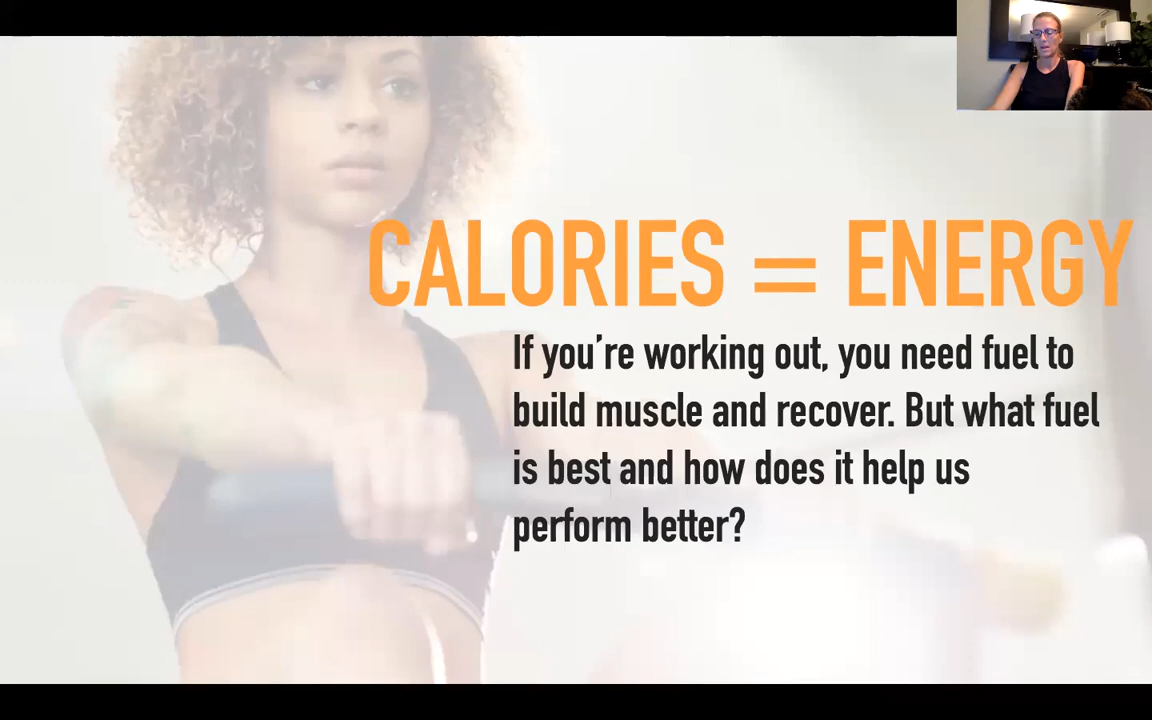 CALORIES = ENERGY
If you’re working out, you need fuel to
build muscle and recover. But what fuel
is best and how does it help us
perform better?